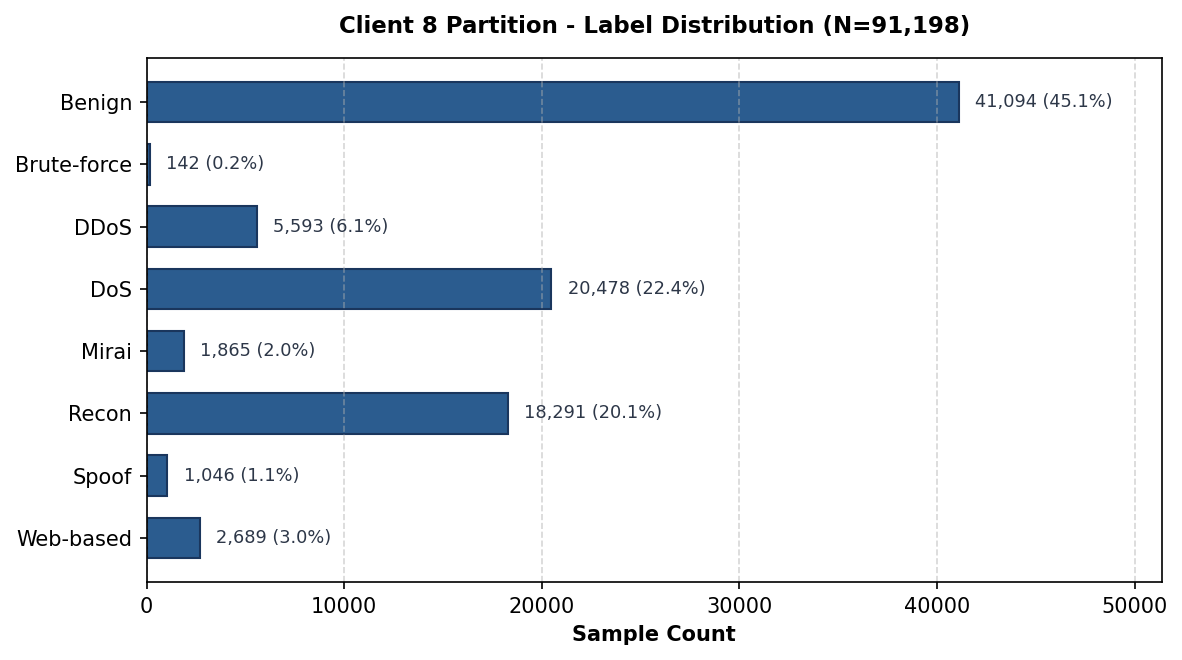 Client 8 Partition - Label Distribution (N=91,198)
Benign 41,094 (45.1%)
Brute-force 142 (0.2%)
DDoS 5,593 (6.1%)
DoS 20,478 (22.4%)
Mirai 1,865 (2.0%)
Recon 18,291 (20.1%)
Spoof 1,046 (1.1%)
Web-based 2,689 (3.0%)
0 10000 20000 30000 40000 50000
Sample Count